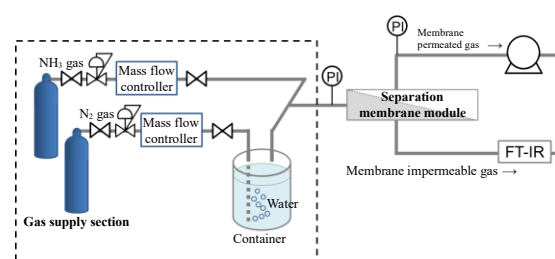 PI
Membrane
permeated gas →
NH3 gas
Mass flow
controller
PI
N2 gas
Mass flow
controller
Separation
membrane module
FT-IR
Membrane impermeable gas →
Water
Gas supply section
Container